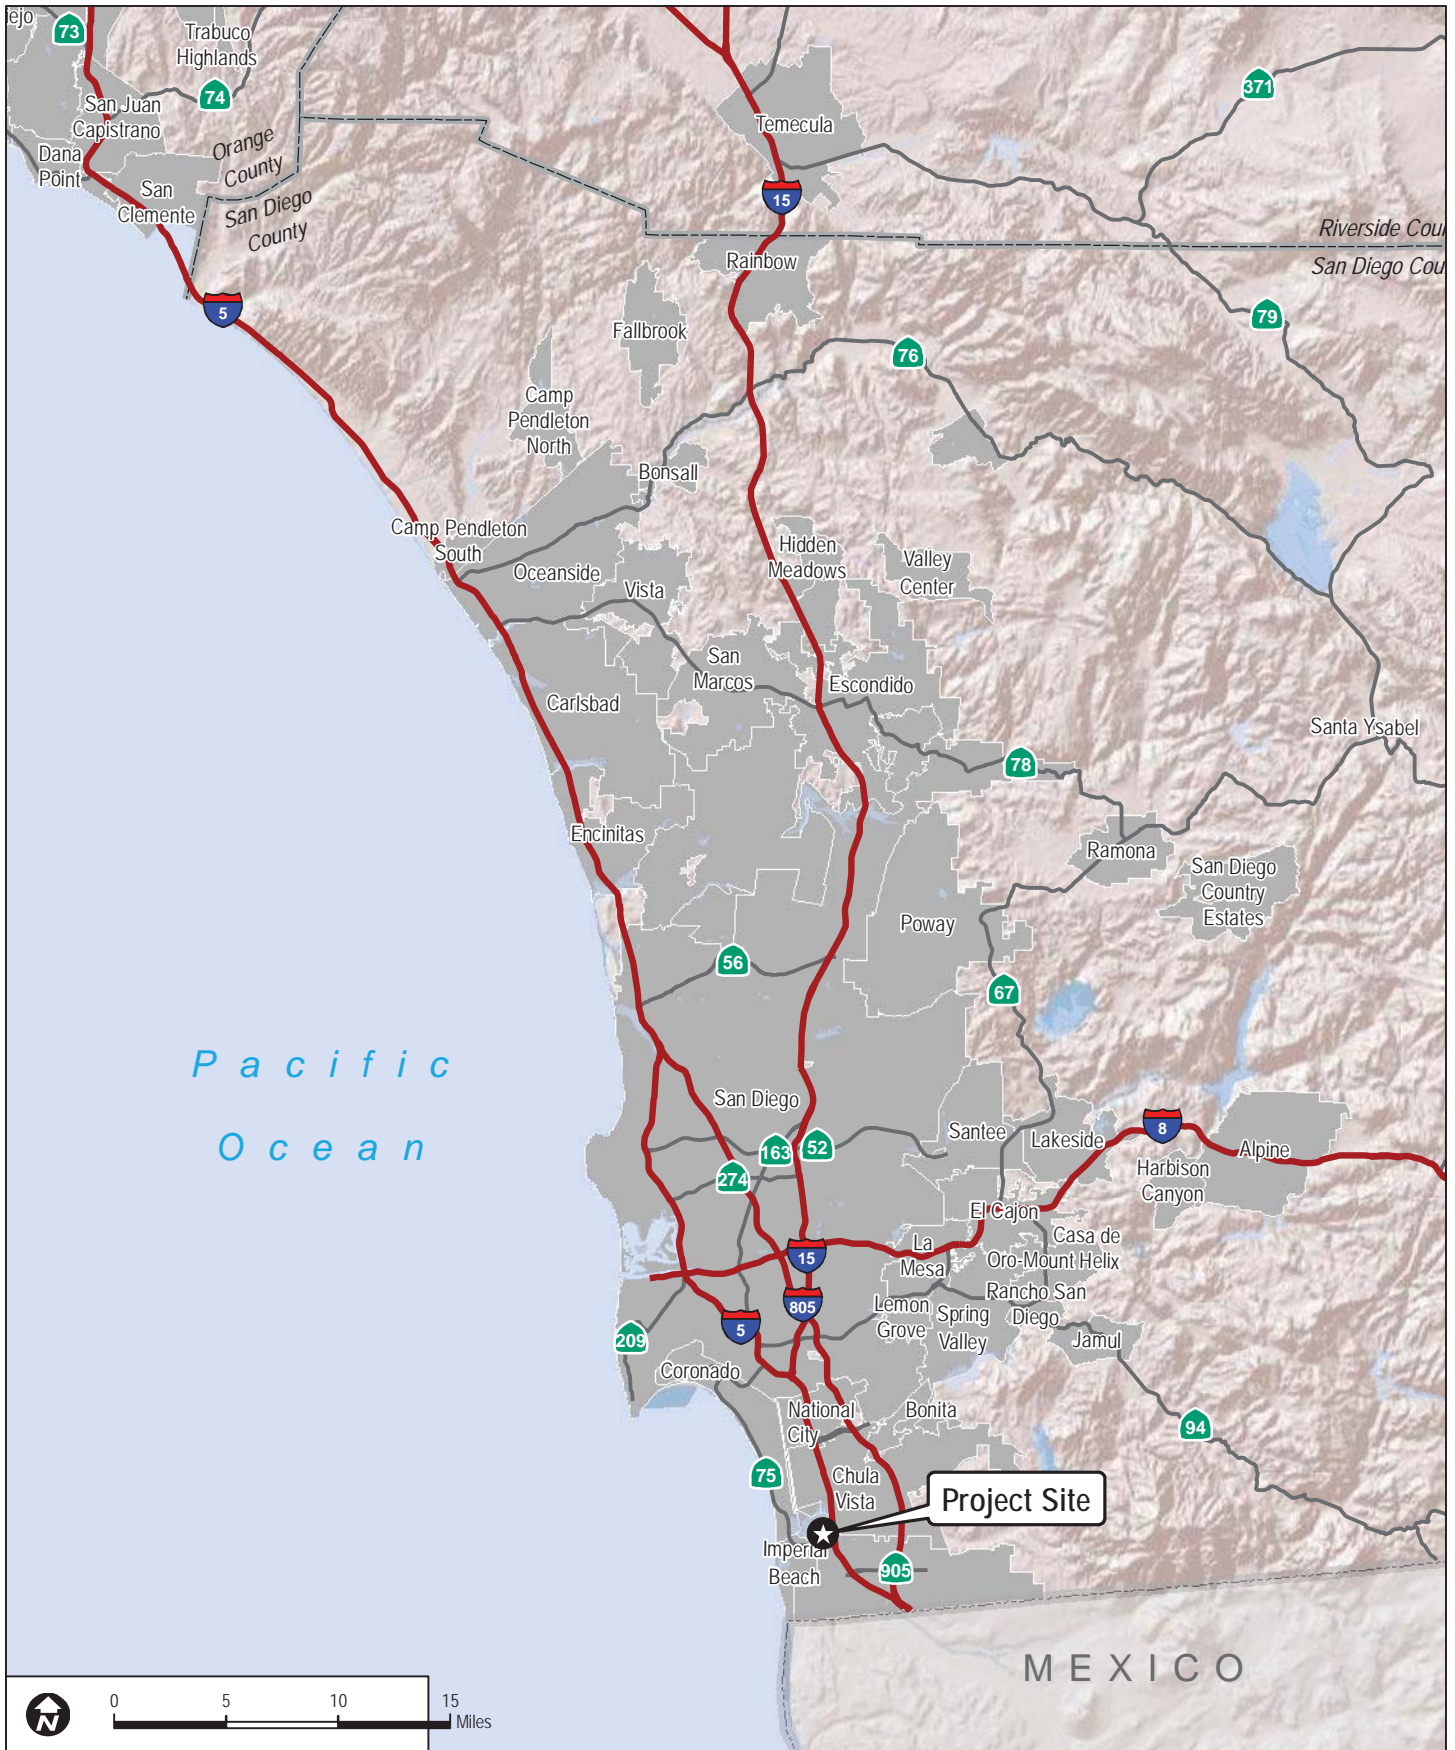 ejo
73
Trabuco
Highlands
74
San Juan
Capistrano
Dana
Point
San
Clemente
Orange
County
San Diego
County
5
Temecula
371
15
Riverside Cou
San Diego Cou
Rainbow
Fallbrook
79
76
Camp
Pendleton
North
Bonsall
Camp Pendleton
South
Oceanside
Vista
Hidden
Meadows
Valley
Center
San
Marcos
Escondido
Carlsbad
Santa Ysabel
78
Encinitas
Ramona
San Diego
Country
Estates
Poway
56
67
Pacific
Ocean
San Diego
Santee
Lakeside
8
Alpine
163
52
274
Harbison
Canyon
El Cajon
Casa de
Oro-Mount Helix
La
Mesa
15
Rancho San
Diego
805
Lemon
Grove
Spring
Valley
5
209
Jamul
Coronado
National
City
Bonita
94
75
Chula
Vista
Project Site
Imperial
Beach
905
MEXICO
N
0 5 10 15
Miles